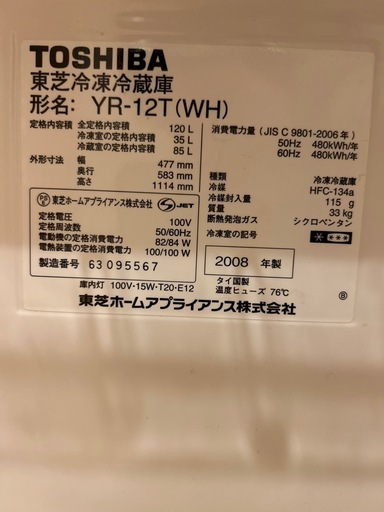 TOSHIBA
東芝冷凍冷蔵庫
形名: YR-12T(WH)
定格内容積 全定格内容積 120 L
冷凍室の定格内容積 35 L
冷蔵室の定格内容積 85 L
外形寸法 幅 477 mm
奥行 583 mm
高さ 1114 mm
東芝ホームアプライアンス株式会社 JET
定格電圧 100V
定格周波数 50/60Hz
電動機の定格消費電力 82/84 W
電熱装置の定格消費電力 100/100 W
製造番号 63095567
消費電力量 (JIS C 9801-2006 年)
50Hz 480kWh/年
60Hz 480kWh/年
種類 冷凍冷蔵庫
冷媒 HFC-134a
冷媒封入量 115 g
質量 33 kg
断熱発泡ガス シクロペンタン
冷凍室の記号
2008 年製
タイ国製
温度ヒューズ 76℃
庫内灯 100V・15W・T20・E12
東芝ホームアプライアンス株式会社
⑧